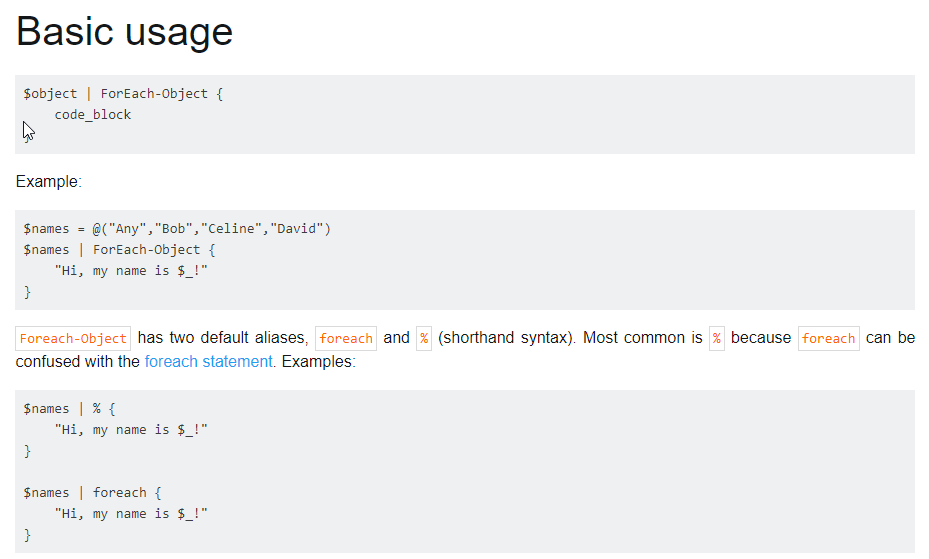 Basic usage
$object | ForEach-Object {
    code_block
}
Example:
$names = @("Any","Bob","Celine","David")
$names | ForEach-Object {
    "Hi, my name is $_!"
}
Foreach-Object has two default aliases, foreach and % (shorthand syntax). Most common is % because foreach can be
confused with the foreach statement. Examples:
$names | % {
    "Hi, my name is $_!"
}
$names | foreach {
    "Hi, my name is $_!"
}